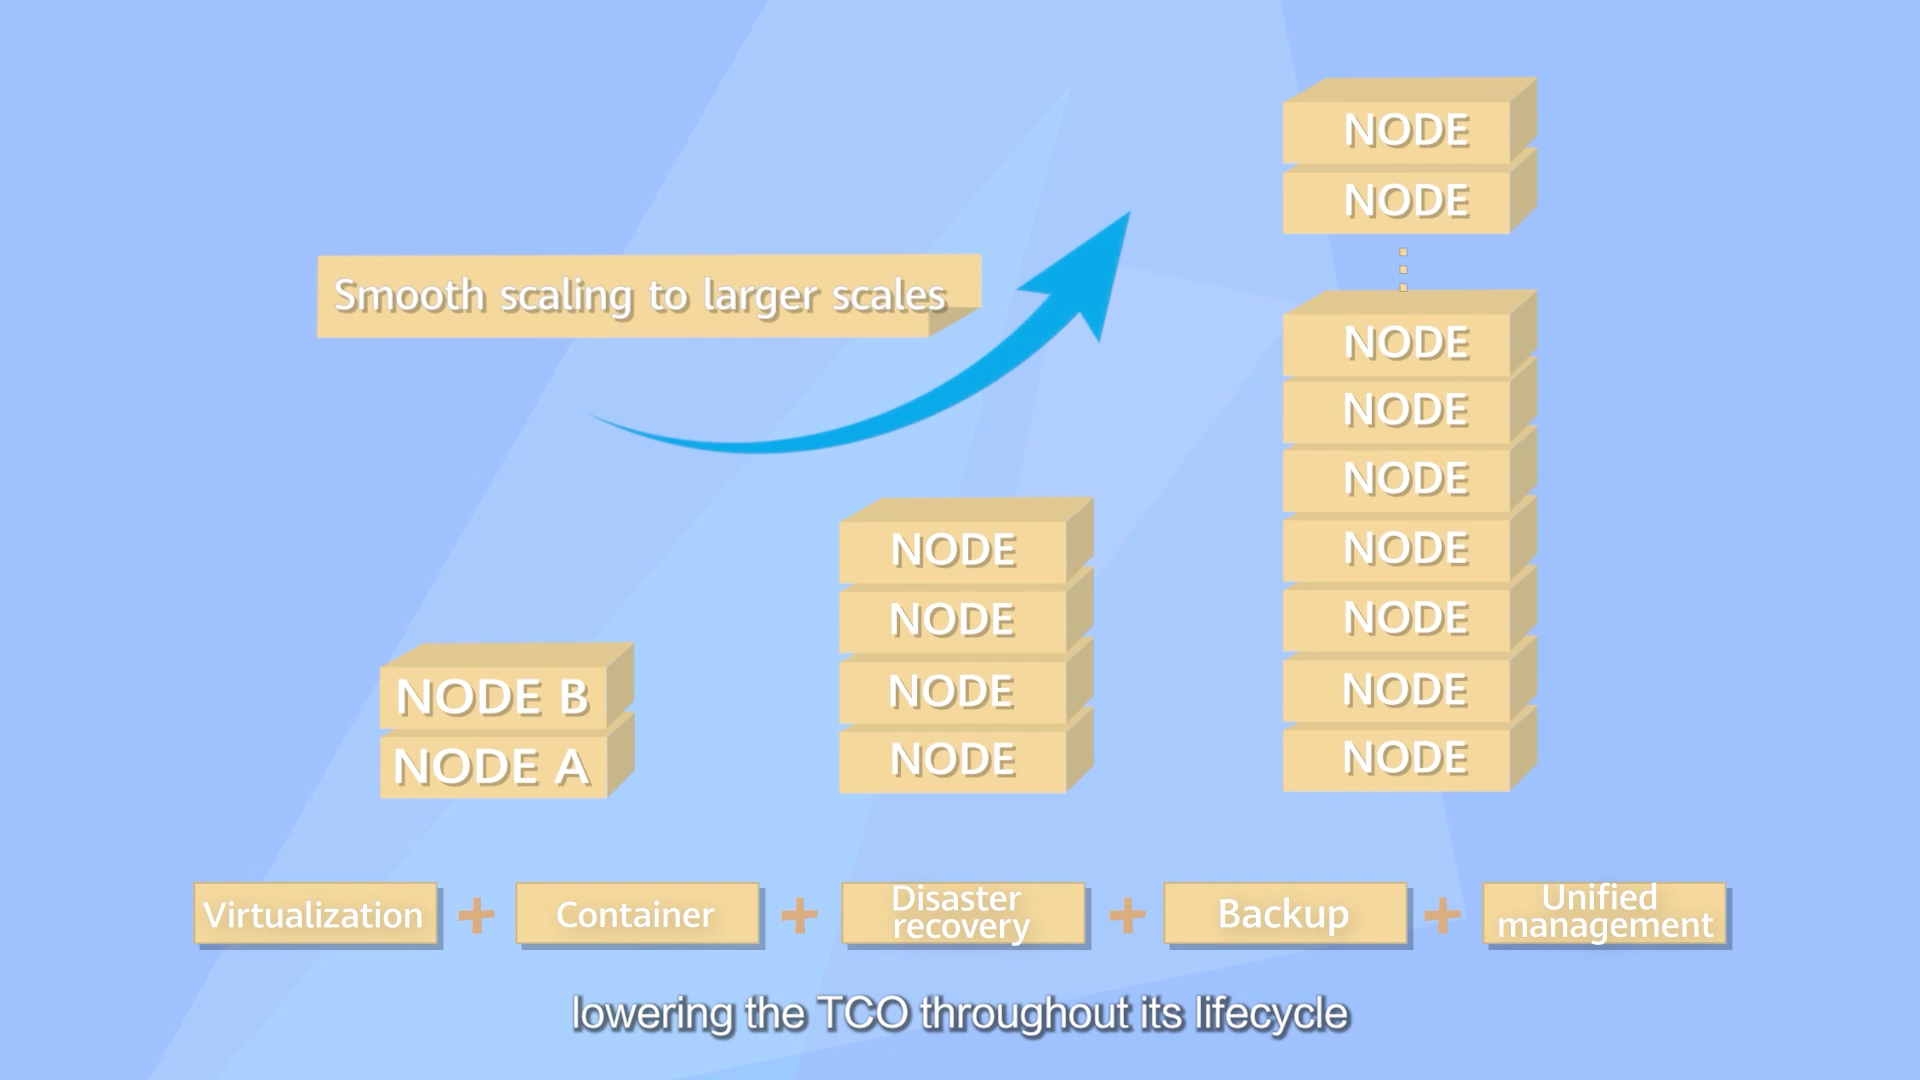 Smooth scaling to larger scales
NODE B
NODE A
NODE
NODE
NODE
NODE
NODE
NODE
NODE
NODE
NODE
NODE
NODE
NODE
NODE
Virtualization + Container + Disaster recovery + Backup + Unified management
lowering the TCO throughout its lifecycle